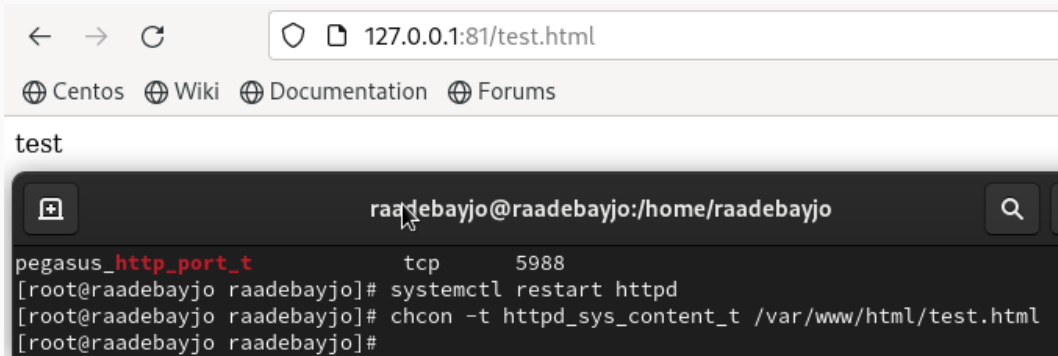 127.0.0.1:81/test.html
Centos Wiki Documentation Forums
test
raadebayjo@raadebayjo:/home/raadebayjo
pegasus_http_port_t tcp 5988
[root@raadebayjo raadebayjo]# systemctl restart httpd
[root@raadebayjo raadebayjo]# chcon -t httpd_sys_content_t /var/www/html/test.html
[root@raadebayjo raadebayjo]#